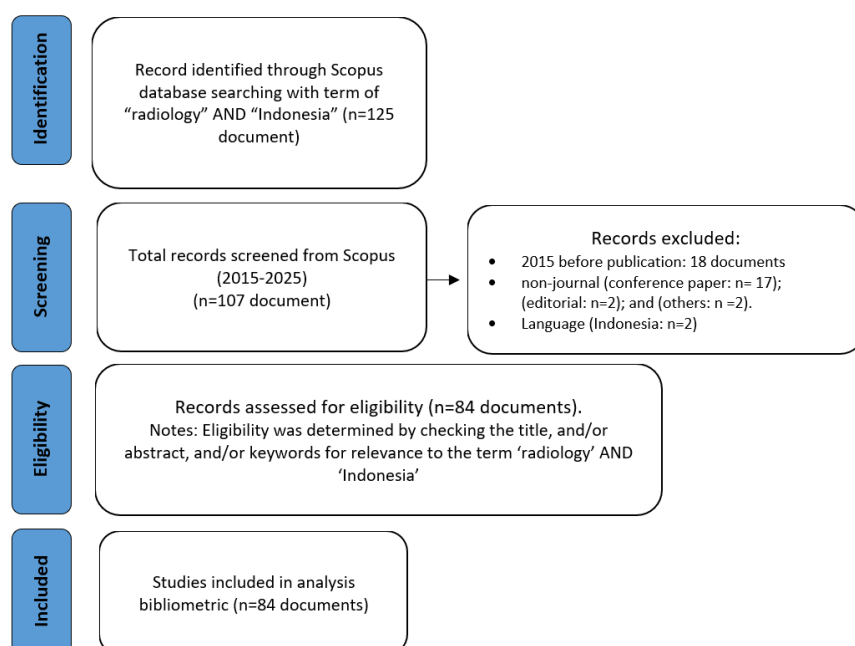 Identification
Record identified through Scopus
database searching with term of
“radiology” AND “Indonesia” (n=125
document)
Screening
Total records screened from Scopus
(2015-2025)
(n=107 document)
Records excluded:
• 2015 before publication: 18 documents
• non-journal (conference paper: n= 17);
(editorial: n=2); and (others: n =2).
• Language (Indonesia: n=2)
Eligibility
Records assessed for eligibility (n=84 documents).
Notes: Eligibility was determined by checking the title, and/or
abstract, and/or keywords for relevance to the term ‘radiology’ AND
‘Indonesia’
Included
Studies included in analysis
bibliometric (n=84 documents)